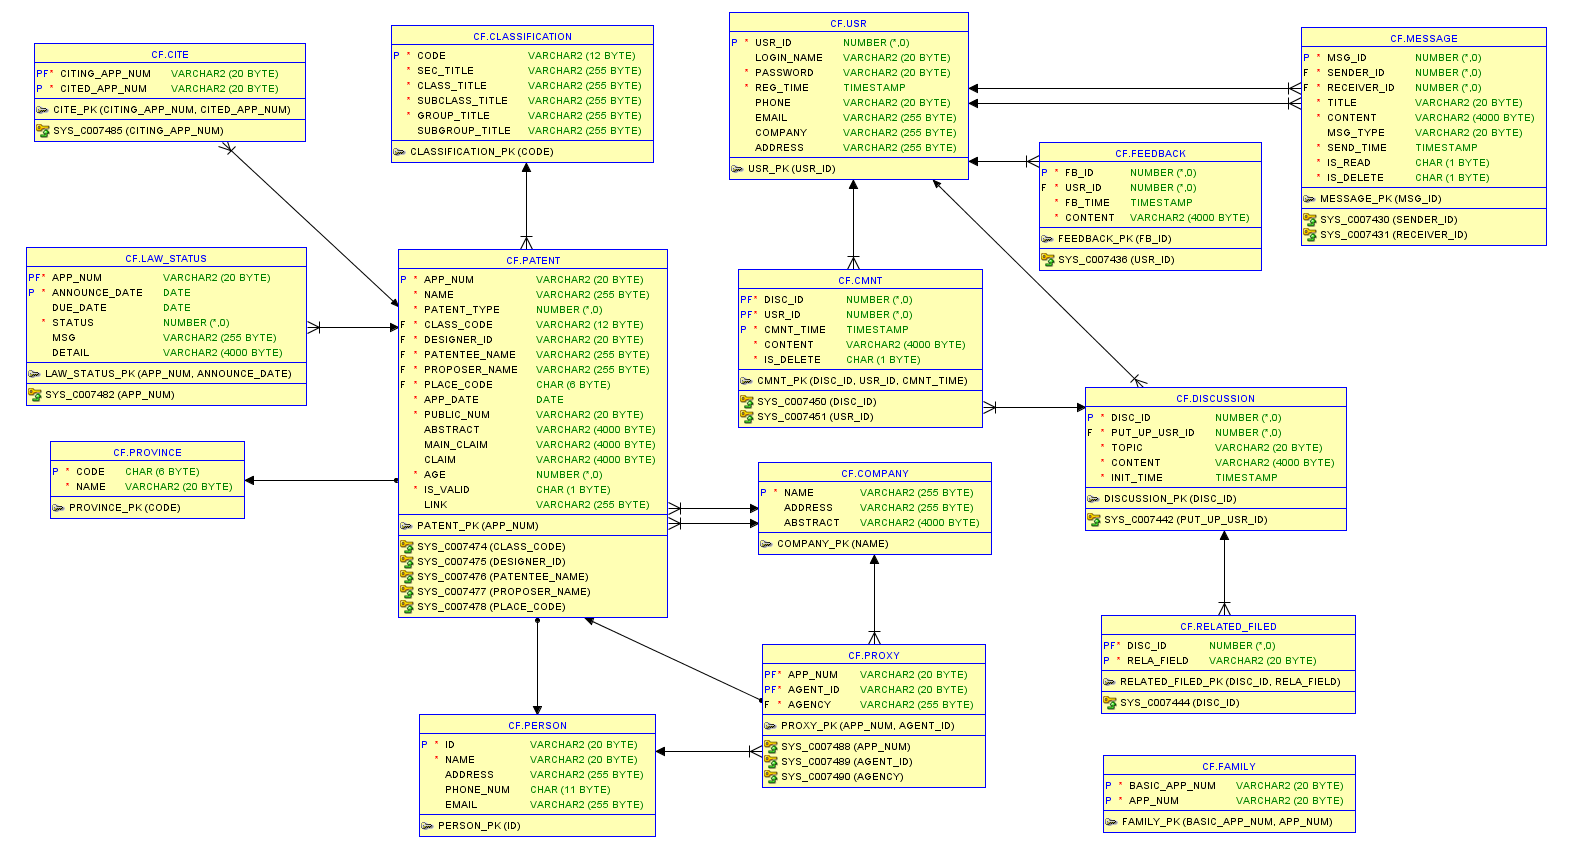 CF.CITE
PF* CITING_APP_NUM VARCHAR2 (20 BYTE)
P * CITED_APP_NUM VARCHAR2 (20 BYTE)
CITE_PK (CITING_APP_NUM, CITED_APP_NUM)
SYS_C007485 (CITING_APP_NUM)
CF.CLASSIFICATION
P * CODE VARCHAR2 (12 BYTE)
* SEC_TITLE VARCHAR2 (255 BYTE)
* CLASS_TITLE VARCHAR2 (255 BYTE)
* SUBCLASS_TITLE VARCHAR2 (255 BYTE)
* GROUP_TITLE VARCHAR2 (255 BYTE)
SUBGROUP_TITLE VARCHAR2 (255 BYTE)
CLASSIFICATION_PK (CODE)
CF.USR
P * USR_ID NUMBER (*,0)
LOGIN_NAME VARCHAR2 (20 BYTE)
* PASSWORD VARCHAR2 (20 BYTE)
* REG_TIME TIMESTAMP
PHONE VARCHAR2 (20 BYTE)
EMAIL VARCHAR2 (255 BYTE)
COMPANY VARCHAR2 (255 BYTE)
ADDRESS VARCHAR2 (255 BYTE)
USR_PK (USR_ID)
CF.MESSAGE
P * MSG_ID NUMBER (*,0)
F * SENDER_ID NUMBER (*,0)
F * RECEIVER_ID NUMBER (*,0)
* TITLE VARCHAR2 (20 BYTE)
* CONTENT VARCHAR2 (4000 BYTE)
MSG_TYPE VARCHAR2 (20 BYTE)
* SEND_TIME TIMESTAMP
* IS_READ CHAR (1 BYTE)
* IS_DELETE CHAR (1 BYTE)
MESSAGE_PK (MSG_ID)
SYS_C007430 (SENDER_ID)
SYS_C007431 (RECEIVER_ID)
CF.FEEDBACK
P * FB_ID NUMBER (*,0)
F * USR_ID NUMBER (*,0)
* FB_TIME TIMESTAMP
* CONTENT VARCHAR2 (4000 BYTE)
FEEDBACK_PK (FB_ID)
SYS_C007436 (USR_ID)
CF.LAW_STATUS
PF* APP_NUM VARCHAR2 (20 BYTE)
P * ANNOUNCE_DATE DATE
DUE_DATE DATE
* STATUS NUMBER (*,0)
MSG VARCHAR2 (255 BYTE)
DETAIL VARCHAR2 (4000 BYTE)
LAW_STATUS_PK (APP_NUM, ANNOUNCE_DATE)
SYS_C007482 (APP_NUM)
CF.PATENT
P * APP_NUM VARCHAR2 (20 BYTE)
* NAME VARCHAR2 (255 BYTE)
* PATENT_TYPE NUMBER (*,0)
F * CLASS_CODE VARCHAR2 (12 BYTE)
F * DESIGNER_ID VARCHAR2 (20 BYTE)
F * PATENTEE_NAME VARCHAR2 (255 BYTE)
F * PROPOSER_NAME VARCHAR2 (255 BYTE)
F * PLACE_CODE CHAR (6 BYTE)
* APP_DATE DATE
* PUBLIC_NUM VARCHAR2 (20 BYTE)
ABSTRACT VARCHAR2 (4000 BYTE)
MAIN_CLAIM VARCHAR2 (4000 BYTE)
CLAIM VARCHAR2 (4000 BYTE)
* AGE NUMBER (*,0)
* IS_VALID CHAR (1 BYTE)
LINK VARCHAR2 (255 BYTE)
PATENT_PK (APP_NUM)
SYS_C007474 (CLASS_CODE)
SYS_C007475 (DESIGNER_ID)
SYS_C007476 (PATENTEE_NAME)
SYS_C007477 (PROPOSER_NAME)
SYS_C007478 (PLACE_CODE)
CF.CMNT
PF* DISC_ID NUMBER (*,0)
PF* USR_ID NUMBER (*,0)
P * CMNT_TIME TIMESTAMP
* CONTENT VARCHAR2 (4000 BYTE)
* IS_DELETE CHAR (1 BYTE)
CMNT_PK (DISC_ID, USR_ID, CMNT_TIME)
SYS_C007450 (DISC_ID)
SYS_C007451 (USR_ID)
CF.DISCUSSION
P * DISC_ID NUMBER (*,0)
F * PUT_UP_USR_ID NUMBER (*,0)
* TOPIC VARCHAR2 (20 BYTE)
* CONTENT VARCHAR2 (4000 BYTE)
* INIT_TIME TIMESTAMP
DISCUSSION_PK (DISC_ID)
SYS_C007442 (PUT_UP_USR_ID)
CF.PROVINCE
P * CODE CHAR (6 BYTE)
* NAME VARCHAR2 (20 BYTE)
PROVINCE_PK (CODE)
CF.COMPANY
P * NAME VARCHAR2 (255 BYTE)
ADDRESS VARCHAR2 (255 BYTE)
ABSTRACT VARCHAR2 (4000 BYTE)
COMPANY_PK (NAME)
CF.RELATED_FILED
PF* DISC_ID NUMBER (*,0)
P * RELA_FIELD VARCHAR2 (20 BYTE)
RELATED_FILED_PK (DISC_ID, RELA_FIELD)
SYS_C007444 (DISC_ID)
CF.PROXY
PF* APP_NUM VARCHAR2 (20 BYTE)
PF* AGENT_ID VARCHAR2 (20 BYTE)
F * AGENCY VARCHAR2 (255 BYTE)
PROXY_PK (APP_NUM, AGENT_ID)
SYS_C007488 (APP_NUM)
SYS_C007489 (AGENT_ID)
SYS_C007490 (AGENCY)
CF.PERSON
P * ID VARCHAR2 (20 BYTE)
* NAME VARCHAR2 (20 BYTE)
ADDRESS VARCHAR2 (255 BYTE)
PHONE_NUM CHAR (11 BYTE)
EMAIL VARCHAR2 (255 BYTE)
PERSON_PK (ID)
CF.FAMILY
P * BASIC_APP_NUM VARCHAR2 (20 BYTE)
P * APP_NUM VARCHAR2 (20 BYTE)
FAMILY_PK (BASIC_APP_NUM, APP_NUM)